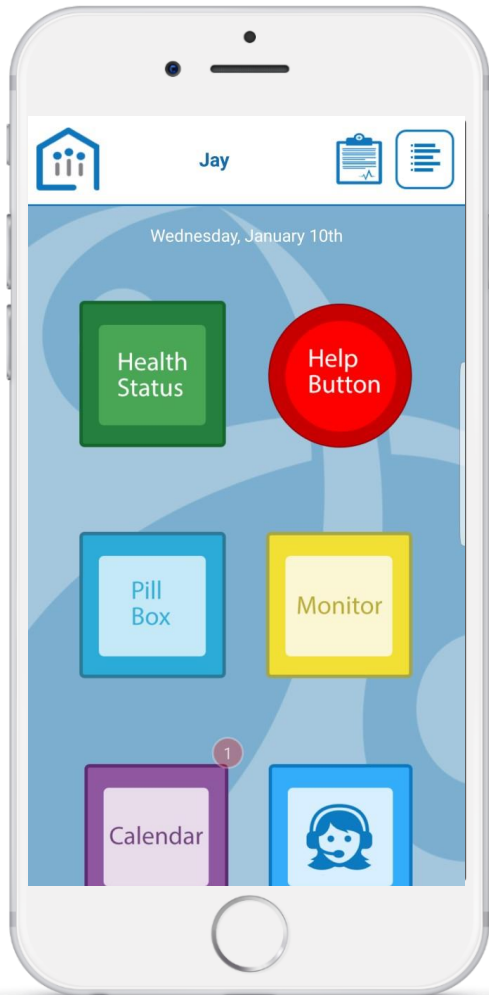 Jay
Wednesday, January 10th
Health
Status
Help
Button
Pill
Box
Monitor
1
Calendar